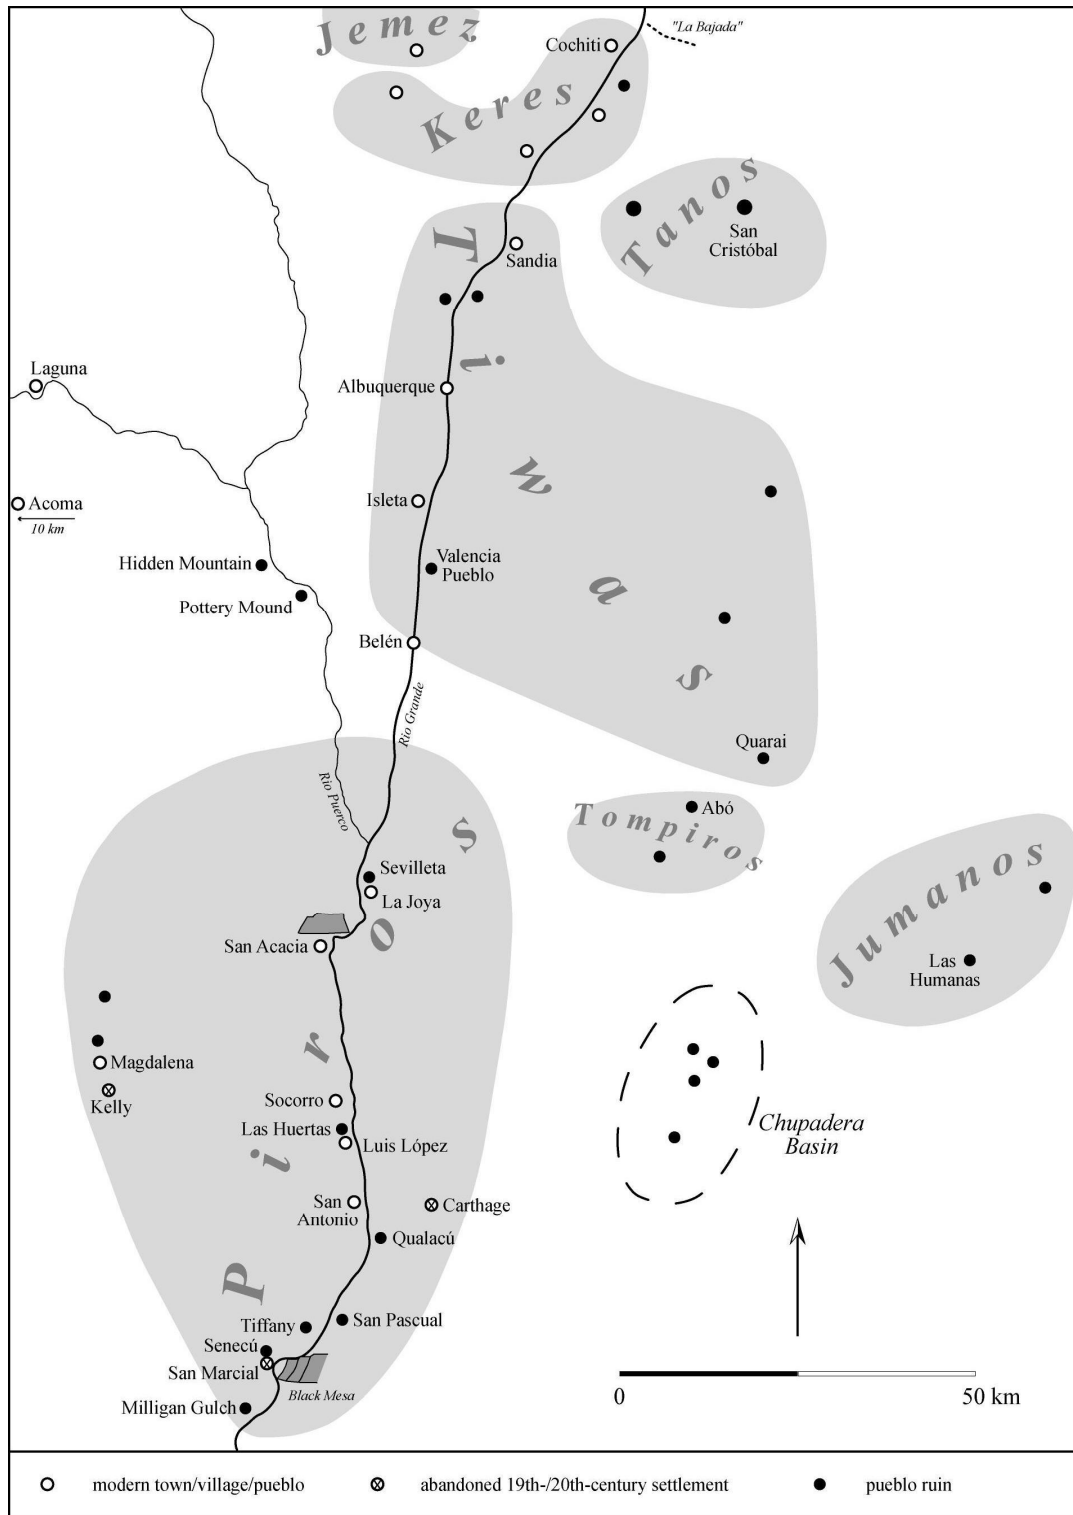 Jemez
"La Bajada"
Cochiti
Keres
Tanos
San
Cristóbal
Sandia
Tiwas
Laguna
Albuquerque
Isleta
Acoma
10 km
Valencia
Pueblo
Hidden Mountain
Pottery Mound
Belén
Rio Grande
Quarai
Rio Puerco
Abó
Tompiros
Sevilleta
La Joya
Jumanos
San Acacia
Las
Humanas
Piros
Magdalena
Kelly
Socorro
Las Huertas
Luis López
Chupadera
Basin
San
Antonio
Carthage
Qualacú
San Pascual
Tiffany
Senecú
San Marcial
Black Mesa
Milligan Gulch
0 50 km
modern town/village/pueblo abandoned 19th-/20th-century settlement pueblo ruin